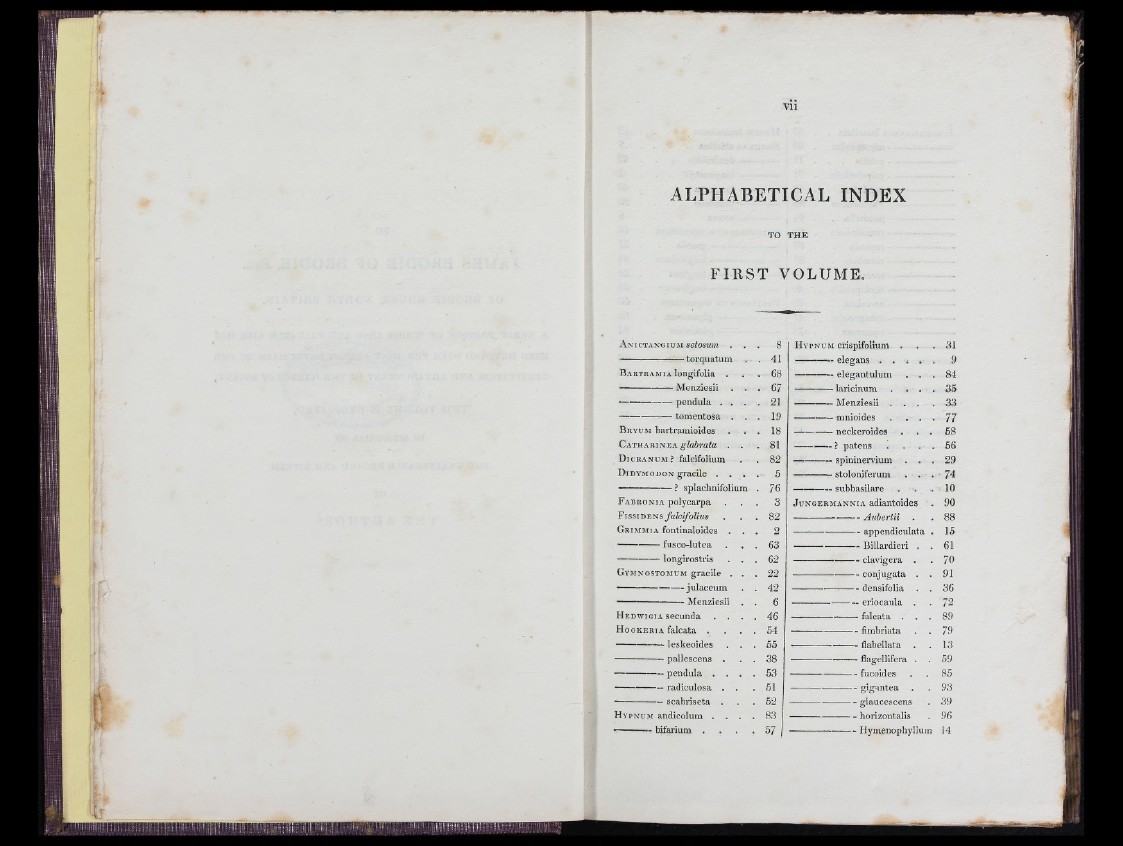 vii
ALPHABETICAL INDEX
TO THE
FIRST VOLUME.
ANICTANGIUM setosum . . . 8
————torquatum . . 41
BARTRAMIA longifolia . . . 68
———— Menziesii . . . 67
———— pendula . . . . 21
———— tomentosa . . . 19
BRYUM bartramioides . . . 18
CATHARINEA glabrata . . . 81
DICRANUM ? falcifolium . . 82
DIDYMODON gracile . . . . 5
———— ? splachnifolium . 76
FABRONIA polycarpa . . . 3
FISSIDENS falcifolius . . . 82
GRIMMIA fontinaloides . . . 2
———— fusco-lutea . . . 63
———— longirostris . . . 62
GYMNOSTOMUM gracile . . . 22
———— julaceum . . 42
———— Menziesii . . 6
HEDWIGIA secunda . . . . 46
HOOKERIA falcata . . . . 54
———— leskeoides . . . 55
———— pallescens . . . 38
———— pendula . . . . 53
———— radiculosa . . . 51
———— scabriseta . . . 52
HYPNUM andicolum . . . . 83
———— bifarium . . . . 57
HYPNUM crispifolium . . . 31
———— elegans . . . . . 9
———— elegantulum . . . 84
———— laricinum . . . . 35
———— Menziesii . . . . 33
———— mnioides . . . . 77
———— neckeroides . . . 58
———— ? patens . . . . 56
———— spininervium . . . 29
———— stoloniferum . . . 74
———— subbasilare . . . 10
JUNGERMANNIA adiantoides . 90
———— Aubertii . . 88
———— appendiculata . 15
———— Billardieri . . 61
———— clavigera . . 70
———— conjugata . . 91
———— densifolia . . 36
———— eriocaula . . 72
———— falcata . . . 89
———— fimbriata . . 79
———— flabellata . . 13
———— flagellifera . . 59
———— fucoides . . 85
———— gigantea . . 93
———— glaucescens . 39
———— horizontalis . 96
———— Hymenophyllum 14